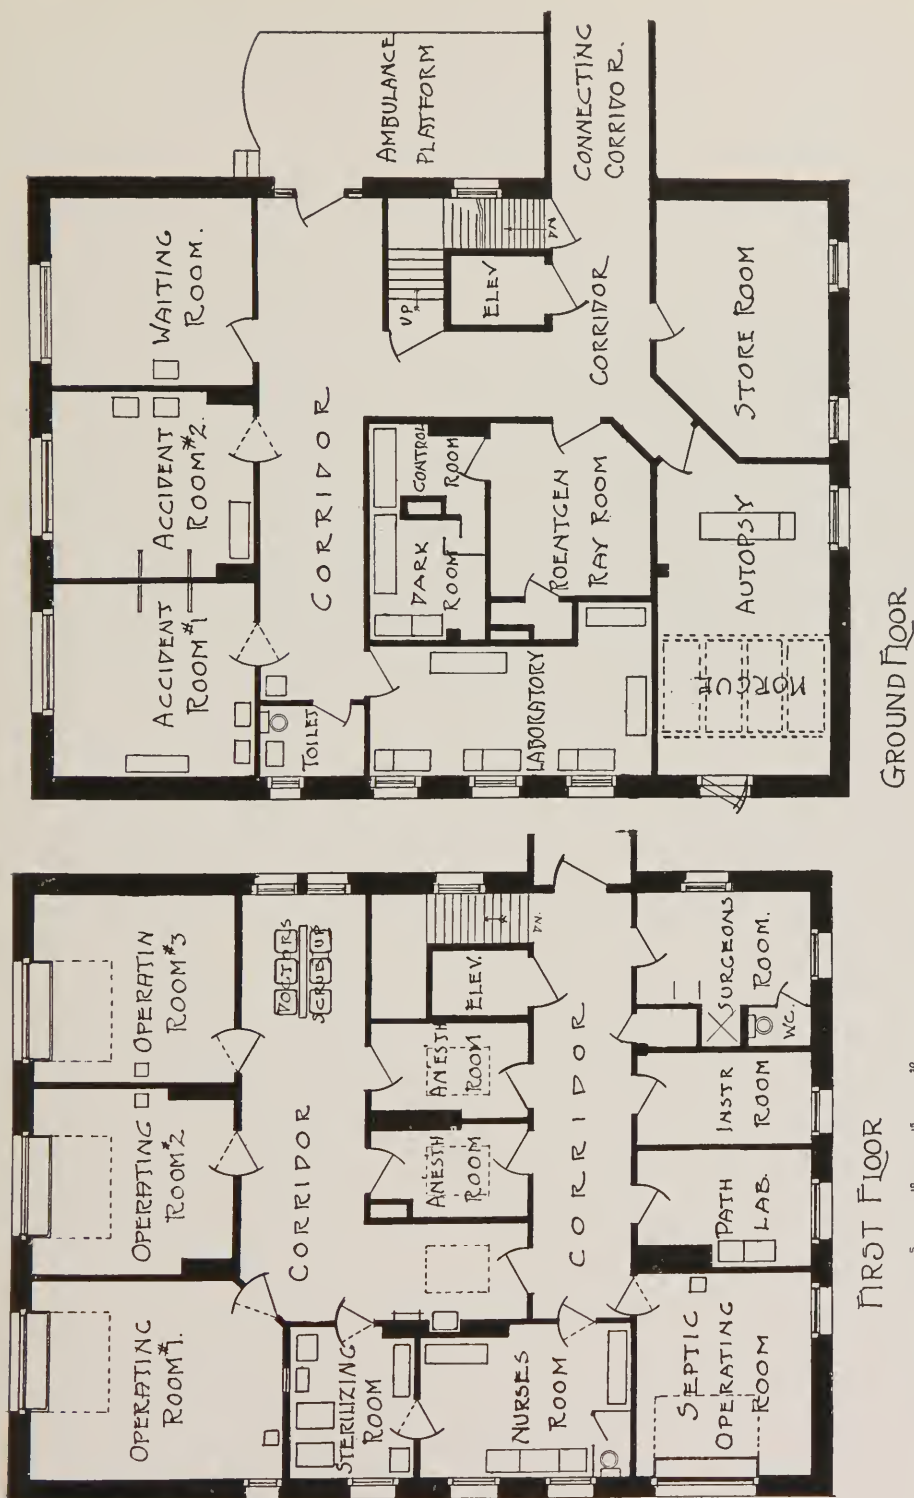 OPERATING
ROOM #1.
OPERATING
ROOM #2
OPERATIN
ROOM #3
CORRIDOR
DOCTORS
SCRUB UP
STERILIZING
ROOM
ANESTH
ROOM
ANESTH
ROOM
ELEV.
DN.
NURSES
ROOM
CORRIDOR
SEPTIC
OPERATING
ROOM
PATH
LAB.
INSTR
ROOM
SURGEONS
ROOM.
W.C.
FIRST FLOOR
ACCIDENT
ROOM #1
ACCIDENT
ROOM #2.
WAITING
ROOM.
CORRIDOR
TOILET
AMBULANCE
PLATFORM
DARK
ROOM
CONTROL
ROOM
UP
ELEV
DN
LABORATORY
ROENTGEN
RAY ROOM
CORRIDOR
CONNECTING
CORRIDOR.
MORGUE
AUTOPSY
STORE ROOM
GROUND FLOOR